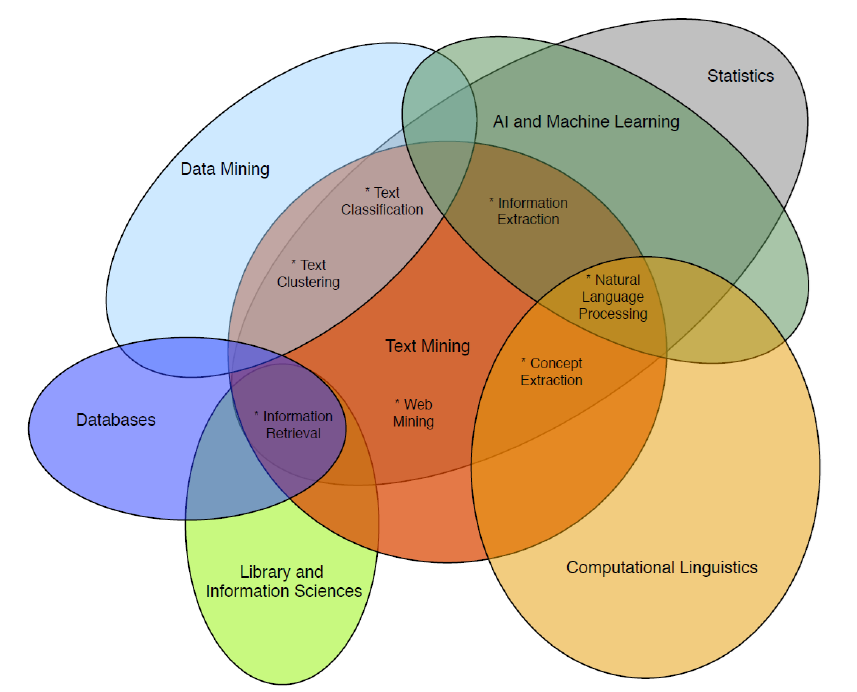 Statistics
AI and Machine Learning
Data Mining
* Text
Classification
* Information
Extraction
* Text
Clustering
* Natural
Language
Processing
Text Mining
* Concept
Extraction
* Web
Mining
Databases
* Information
Retrieval
Library and
Information Sciences
Computational Linguistics